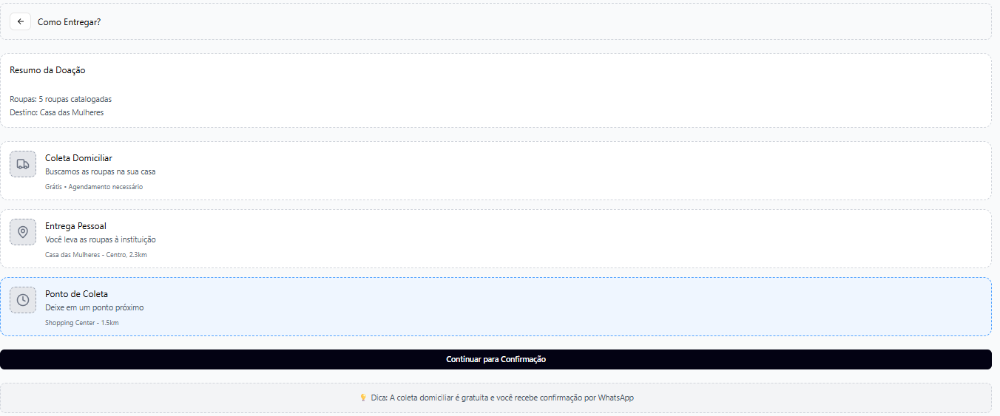 Como Entregar?
Resumo da Doação
Roupas: 5 roupas catalogadas
Destino: Casa das Mulheres
Coleta Domiciliar
Buscamos as roupas na sua casa
Grátis • Agendamento necessário
Entrega Pessoal
Você leva as roupas à instituição
Casa das Mulheres - Centro, 2.3km
Ponto de Coleta
Deixe em um ponto próximo
Shopping Center - 1.5km
Continuar para Confirmação
💡 Dica: A coleta domiciliar é gratuita e você recebe confirmação por WhatsApp